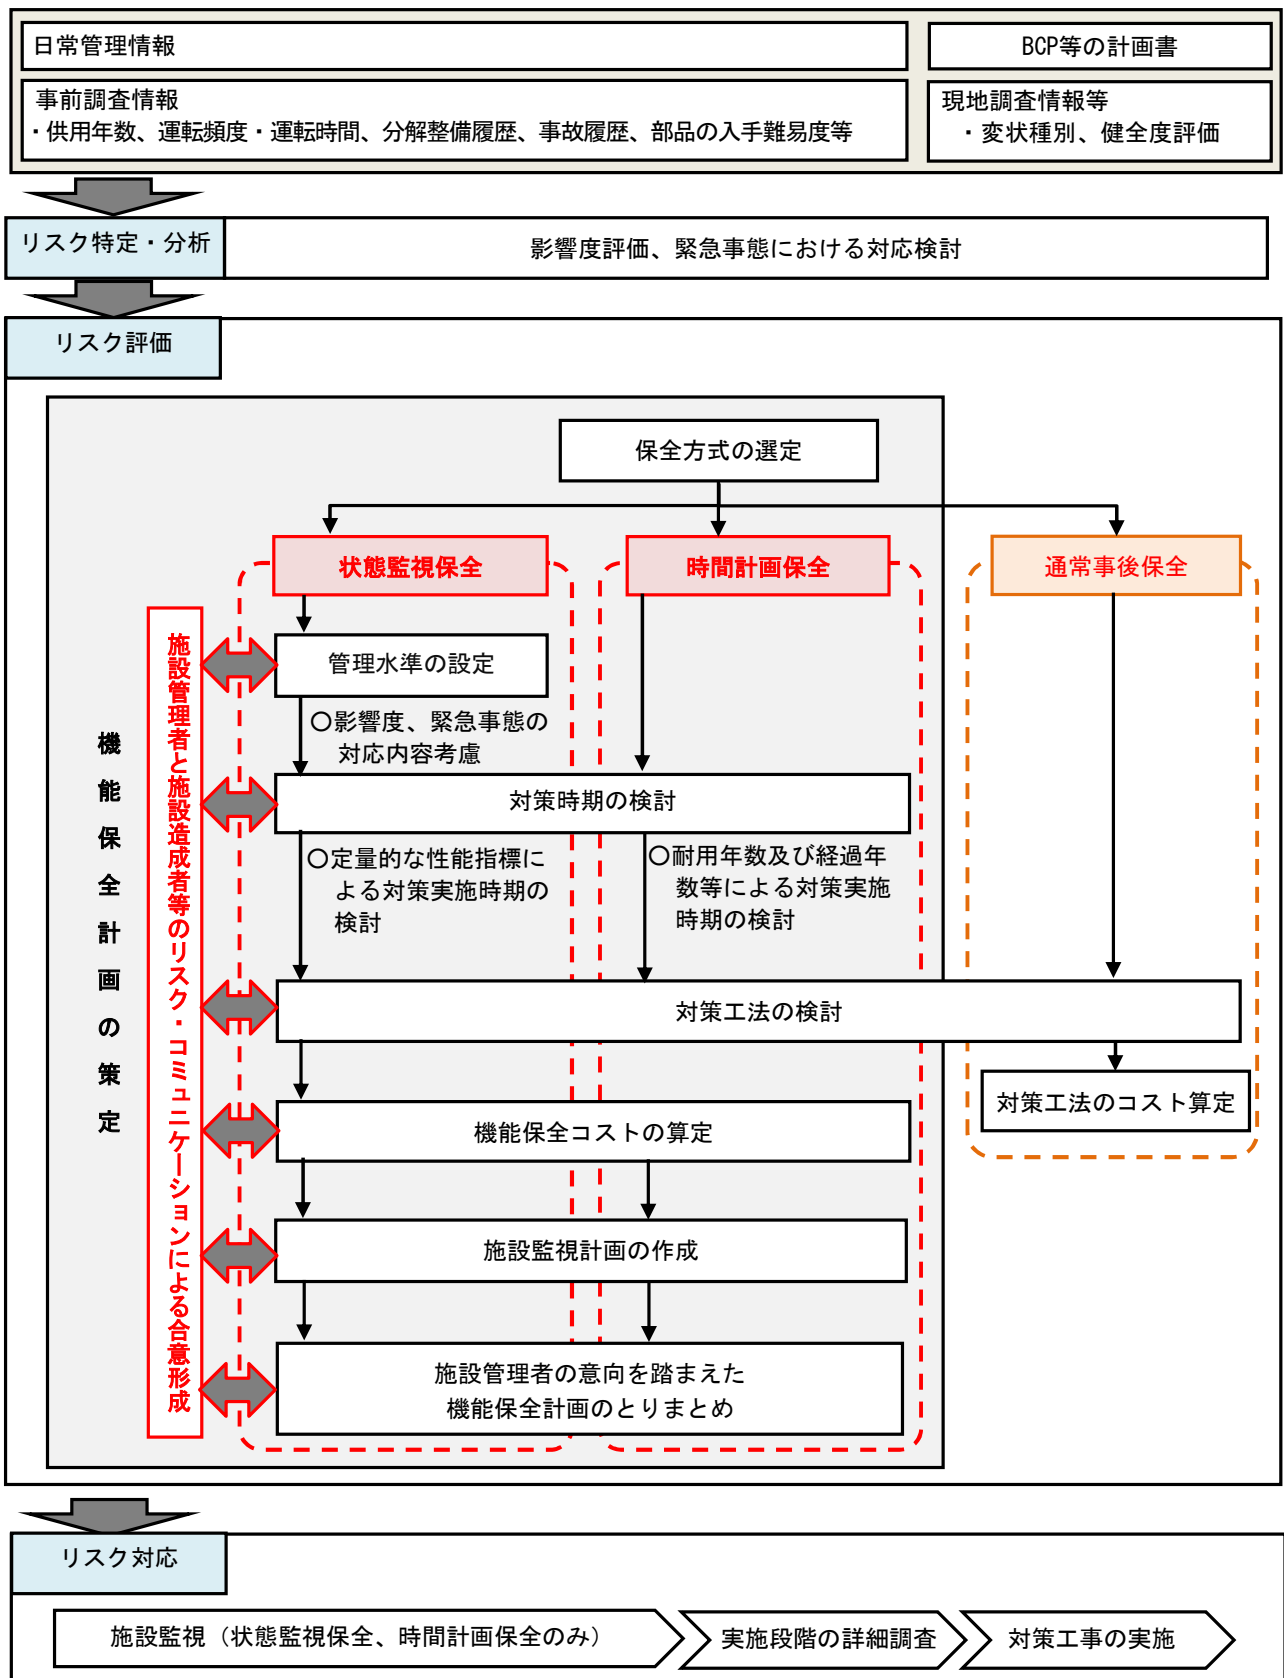 日常管理情報
BCP等の計画書
事前調査情報
・供用年数、運転頻度・運転時間、分解整備履歴、事故履歴、部品の入手難易度等
現地調査情報等
・変状種別、健全度評価
リスク特定・分析
影響度評価、緊急事態における対応検討
リスク評価
保全方式の選定
状態監視保全
時間計画保全
通常事後保全
機能保全計画の策定
施設管理者と施設造成者等のリスク・コミュニケーションによる合意形成
管理水準の設定
〇影響度、緊急事態の
対応内容考慮
対策時期の検討
〇定量的な性能指標に
よる対策実施時期の
検討
〇耐用年数及び経過年
数等による対策実施
時期の検討
対策工法の検討
対策工法のコスト算定
機能保全コストの算定
施設監視計画の作成
施設管理者の意向を踏まえた
機能保全計画のとりまとめ
リスク対応
施設監視（状態監視保全、時間計画保全のみ）
実施段階の詳細調査
対策工事の実施